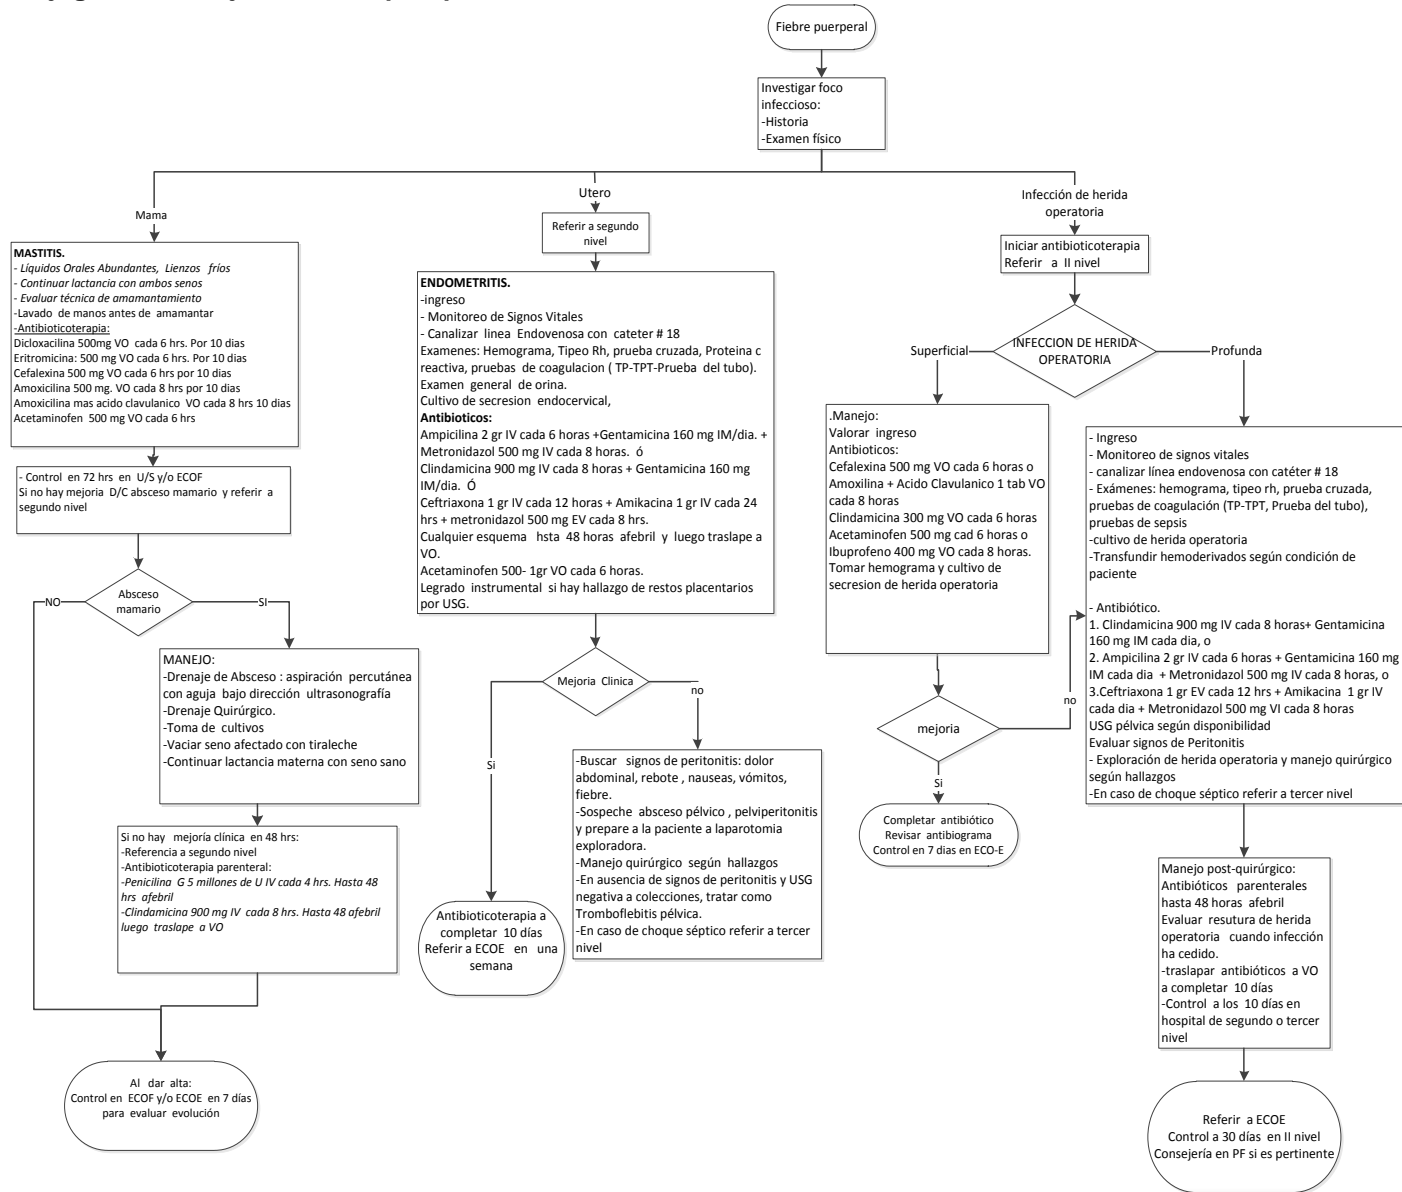 Fiebre puerperal
Investigar foco
infeccioso:
-Historia
-Examen físico
Mama
MASTITIS.
- Líquidos Orales Abundantes, Lienzos fríos
- Continuar lactancia con ambos senos
- Evaluar técnica de amamantamiento
-Lavado de manos antes de amamantar
-Antibioticoterapia:
Dicloxacilina 500mg VO cada 6 hrs. Por 10 dias
Eritromicina: 500 mg VO cada 6 hrs. Por 10 dias
Cefalexina 500 mg VO cada 6 hrs por 10 dias
Amoxicilina 500 mg. VO cada 8 hrs por 10 dias
Amoxicilina mas acido clavulanico VO cada 8 hrs 10 dias
Acetaminofen 500 mg VO cada 6 hrs
- Control en 72 hrs en U/S y/o ECOF
Si no hay mejoria D/C absceso mamario y referir a
segundo nivel
Absceso
mamario
NO
SI
MANEJO:
-Drenaje de Absceso : aspiración percutánea
con aguja bajo dirección ultrasonografía
-Drenaje Quirúrgico.
-Toma de cultivos
-Vaciar seno afectado con tiraleche
-Continuar lactancia materna con seno sano
Si no hay mejoría clínica en 48 hrs:
-Referencia a segundo nivel
-Antibioticoterapia parenteral:
-Penicilina G 5 millones de U IV cada 4 hrs. Hasta 48
hrs afebril
-Clindamicina 900 mg IV cada 8 hrs. Hasta 48 afebril
luego traslape a VO
Al dar alta:
Control en ECOF y/o ECOE en 7 días
para evaluar evolución
Utero
Referir a segundo
nivel
ENDOMETRITIS.
-ingreso
- Monitoreo de Signos Vitales
- Canalizar linea Endovenosa con cateter # 18
Examenes: Hemograma, Tipeo Rh, prueba cruzada, Proteina c
reactiva, pruebas de coagulacion ( TP-TPT-Prueba del tubo).
Examen general de orina.
Cultivo de secresion endocervical,
Antibioticos:
Ampicilina 2 gr IV cada 6 horas +Gentamicina 160 mg IM/dia. +
Metronidazol 500 mg IV cada 8 horas. ó
Clindamicina 900 mg IV cada 8 horas + Gentamicina 160 mg
IM/dia. Ó
Ceftriaxona 1 gr IV cada 12 horas + Amikacina 1 gr IV cada 24
hrs + metronidazol 500 mg EV cada 8 hrs.
Cualquier esquema hsta 48 horas afebril y luego traslape a
VO.
Acetaminofen 500- 1gr VO cada 6 horas.
Legrado instrumental si hay hallazgo de restos placentarios
por USG.
Mejoria Clinica
Si
no
Antibioticoterapia a
completar 10 días
Referir a ECOE en una
semana
-Buscar signos de peritonitis: dolor
abdominal, rebote , nauseas, vómitos,
fiebre.
-Sospeche absceso pélvico , pelviperitonitis
y prepare a la paciente a laparotomia
exploradora.
-Manejo quirúrgico según hallazgos
-En ausencia de signos de peritonitis y USG
negativa a colecciones, tratar como
Tromboflebitis pélvica.
-En caso de choque séptico referir a tercer
nivel
Infección de herida
operatoria
Iniciar antibioticoterapia
Referir a II nivel
INFECCION DE HERIDA
OPERATORIA
Superficial
Profunda
.Manejo:
Valorar ingreso
Antibioticos:
Cefalexina 500 mg VO cada 6 horas o
Amoxilina + Acido Clavulanico 1 tab VO
cada 8 horas
Clindamicina 300 mg VO cada 6 horas
Acetaminofen 500 mg cad 6 horas o
Ibuprofeno 400 mg VO cada 8 horas.
Tomar hemograma y cultivo de
secresion de herida operatoria
mejoria
no
Si
Completar antibiótico
Revisar antibiograma
Control en 7 dias en ECO-E
- Ingreso
- Monitoreo de signos vitales
- canalizar línea endovenosa con catéter # 18
- Exámenes: hemograma, tipeo rh, prueba cruzada,
pruebas de coagulación (TP-TPT, Prueba del tubo),
pruebas de sepsis
-cultivo de herida operatoria
-Transfundir hemoderivados según condición de
paciente
- Antibiótico.
1. Clindamicina 900 mg IV cada 8 horas+ Gentamicina
160 mg IM cada dia, o
2. Ampicilina 2 gr IV cada 6 horas + Gentamicina 160 mg
IM cada dia + Metronidazol 500 mg IV cada 8 horas, o
3.Ceftriaxona 1 gr EV cada 12 hrs + Amikacina 1 gr IV
cada dia + Metronidazol 500 mg VI cada 8 horas
USG pélvica según disponibilidad
Evaluar signos de Peritonitis
- Exploración de herida operatoria y manejo quirúrgico
según hallazgos
-En caso de choque séptico referir a tercer nivel
Manejo post-quirúrgico:
Antibióticos parenterales
hasta 48 horas afebril
Evaluar resutura de herida
operatoria cuando infección
ha cedido.
-traslapar antibióticos a VO
a completar 10 días
-Control a los 10 días en
hospital de segundo o tercer
nivel
Referir a ECOE
Control a 30 días en II nivel
Consejería en PF si es pertinente